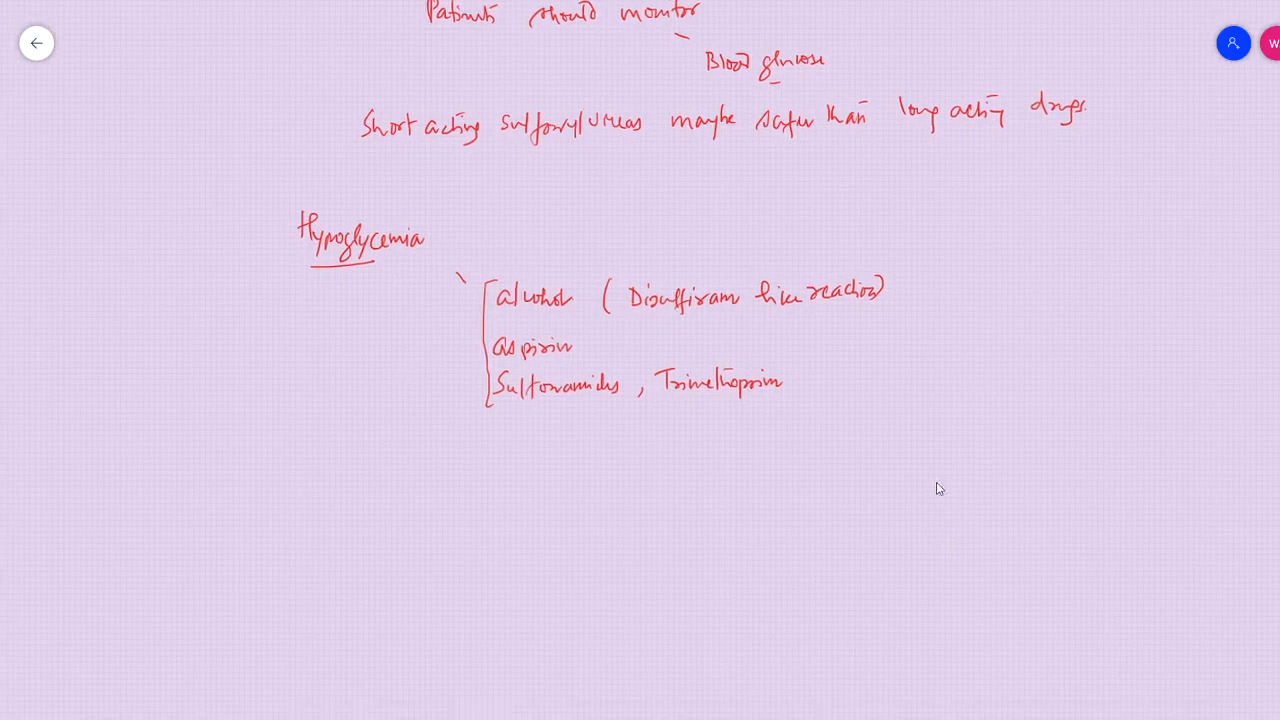 Patients should monitor
Blood glucose
Short acting sulfonylureas maybe safer than long acting drugs.
Hypoglycemia
alcohol (Disulfiram like reaction)
aspirin
Sulfonamides, Trimethoprim
W